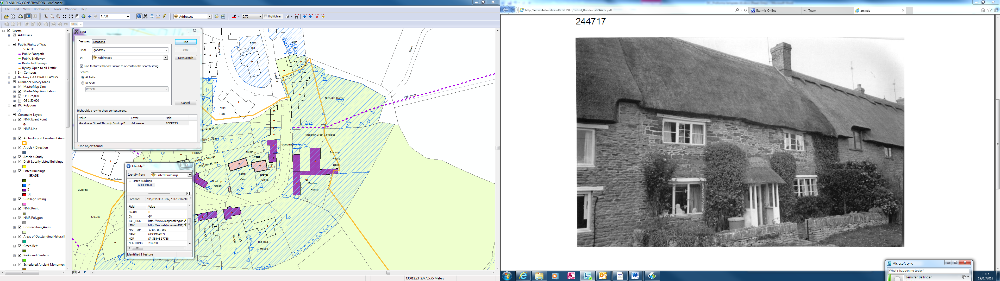 PLANNING_CONSERVATION - ArcReader
File Edit View Bookmarks Tools Window Help
1:750
Addresses
0.70
Highlighter
100%
Layers
Addresses
Public Rights of Way
STATUS
Public Footpath
Public Bridleway
Restricted Byways
Byway Open to all Traffic
1m_Contours
Banbury CAA DRAFT LAYERS
Ordnance Survey Maps
MasterMap Line
MasterMap Annotation
OS 1:25,000
OS 1:50,000
DC_Polygons
Constraint Layers
NMR Event Point
NMR Line
Archaelogical Constraint Areas
Article 4 Direction
Article 4 Study
Draft Locally Listed Buildings
Listed Buildings
GRADE
I
II*
II
DL
Curtilage Listing
NMR Point
NMR Polygon
Conservation_Areas
Areas of Outstanding Natural E
Green Belt
Parks and Gardens
Scheduled Ancient Monument
Find
Features Locations
Find: goodmay
In: Addresses
Find features that are similar to or contain the search string
Search:
All fields
In field:
KEYVAL
Find
Stop
New Search
Cancel
Right-click a row to show context menu.
Value Layer Field
Goodmays Street Through Burdrop B... Addresses ADDRESS
One object found
Identify
Identify from: Listed Buildings
Listed Buildings
GOODMAYES
Location: 435,844.387 237,783.124 Meter
Field Value
GRADE II
GV GV
IOE_LINK http://www.imagesofenglar
LINK http://arcweb/localviewINT/
MAP_REF 1719, 16, 160
NAME GOODMAYES
NGR SP 35846 37788
NORTHING 237788
Identified 1 feature
Westways
Birch
Hill
Binn
Surgery
Track
Path (um)
Nicholas Corner
High
Peak
Shepherds Knoll
side Cottage
Meadow Crest Cottages
Goodmays
Burdrop
Cottage
Cottage
Barthrop Cottage
The Little House
Burdrop
House
Barn
Ferris
View
Brayes
Close
Burdrop
Green
Burdrop
House
The Gables
Burdrop
170.9m
Barn Close
Carter's
Cottage
The Red
House
436012.23 237705.75 Meters
http://arcweb/localviewINT/LINKS/Listed_Buildings/244717.pdf
Etarmis Online
Team -
arcweb
244717
Microsoft Lync
What's happening today?
Jennifer Ballinger
10:15
19/07/2018